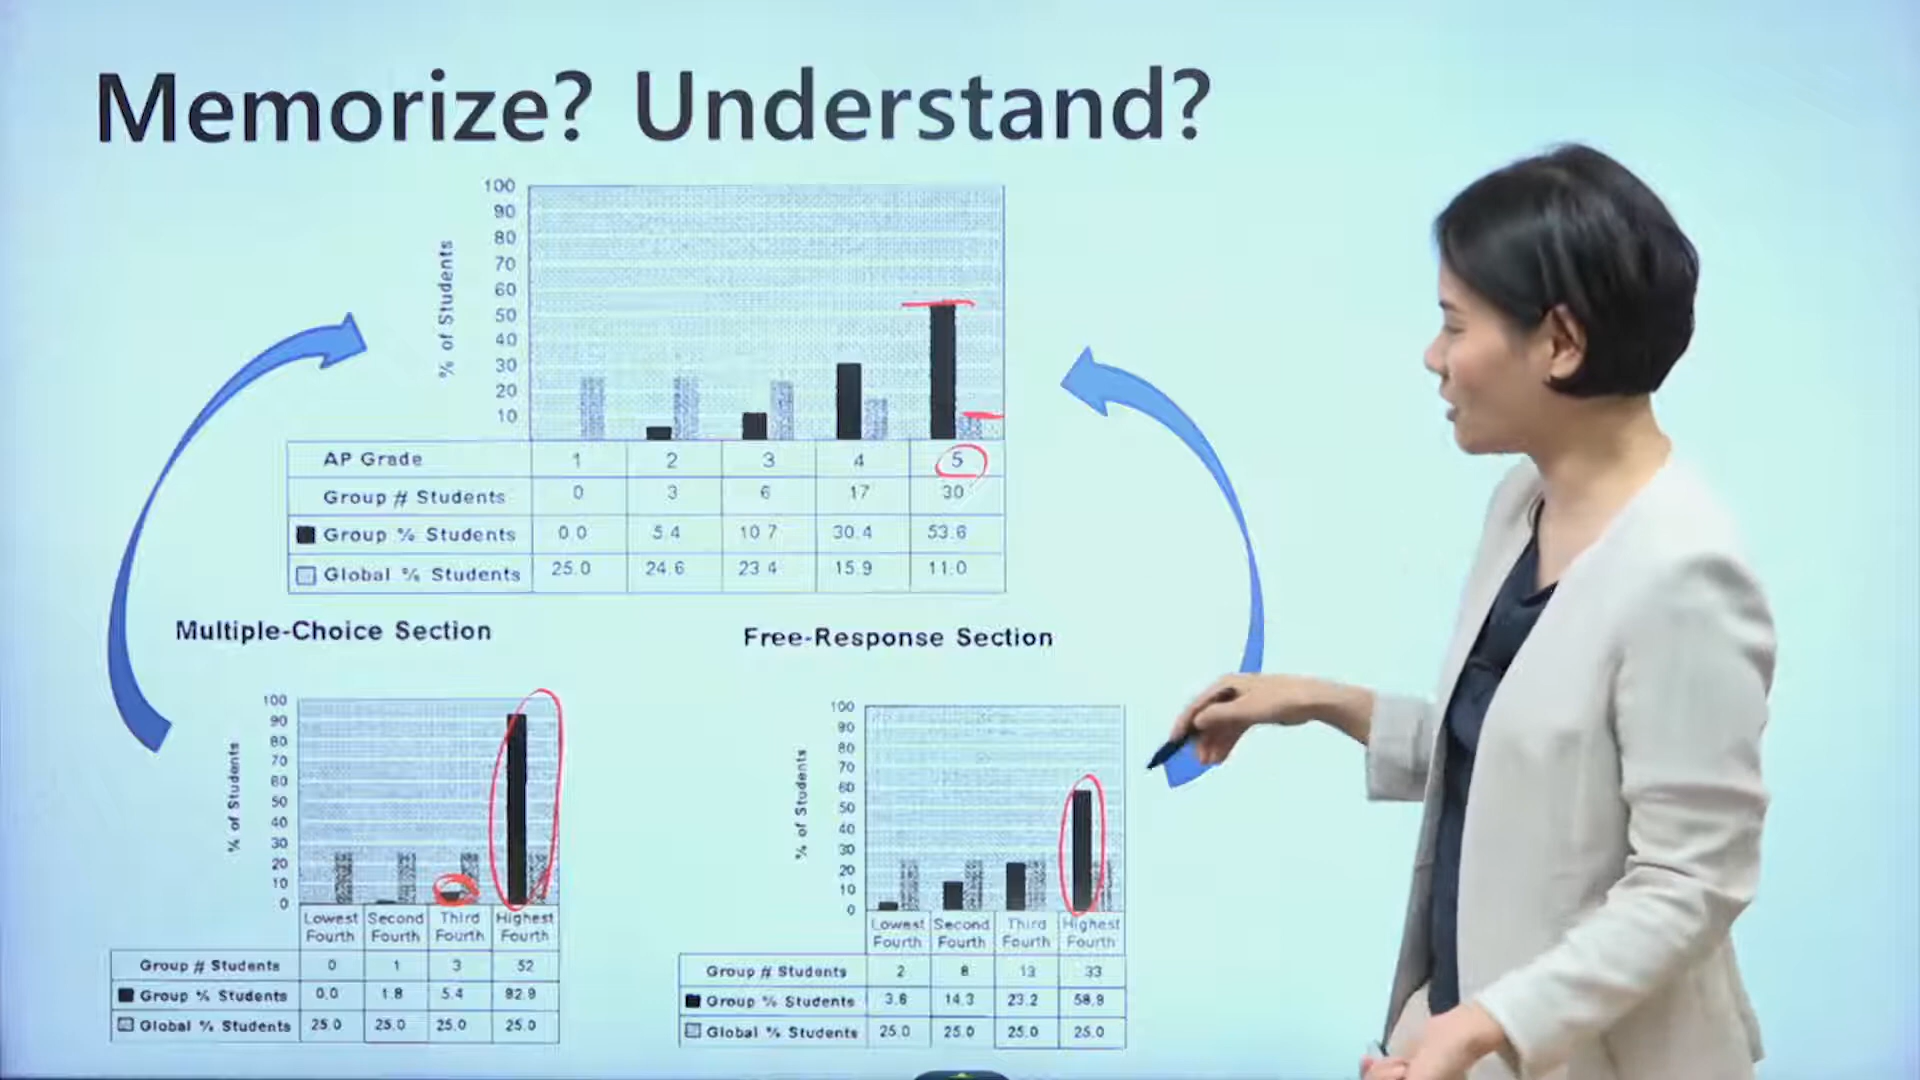 Memorize? Understand?
100
90
80
70
60
50
40
30
20
10
% of Students
AP Grade 1 2 3 4 5
Group # Students 0 3 6 17 30
Group % Students 0.0 5.4 10 7 30.4 53.6
Global % Students 25.0 24.6 23 4 15.9 11.0
Multiple-Choice Section
100
90
80
70
60
50
40
30
20
10
0
% of Students
Lowest Fourth Second Fourth Third Fourth Highest Fourth
Group # Students 0 1 3 52
Group % Students 0.0 1.8 5.4 92.9
Global % Students 25.0 25.0 25.0 25.0
Free-Response Section
100
90
80
70
60
50
40
30
20
10
0
% of Students
Lowest Fourth Second Fourth Third Fourth Highest Fourth
Group # Students 2 8 13 33
Group % Students 3.6 14.3 23.2 58.9
Global % Students 25.0 25.0 25.0 25.0